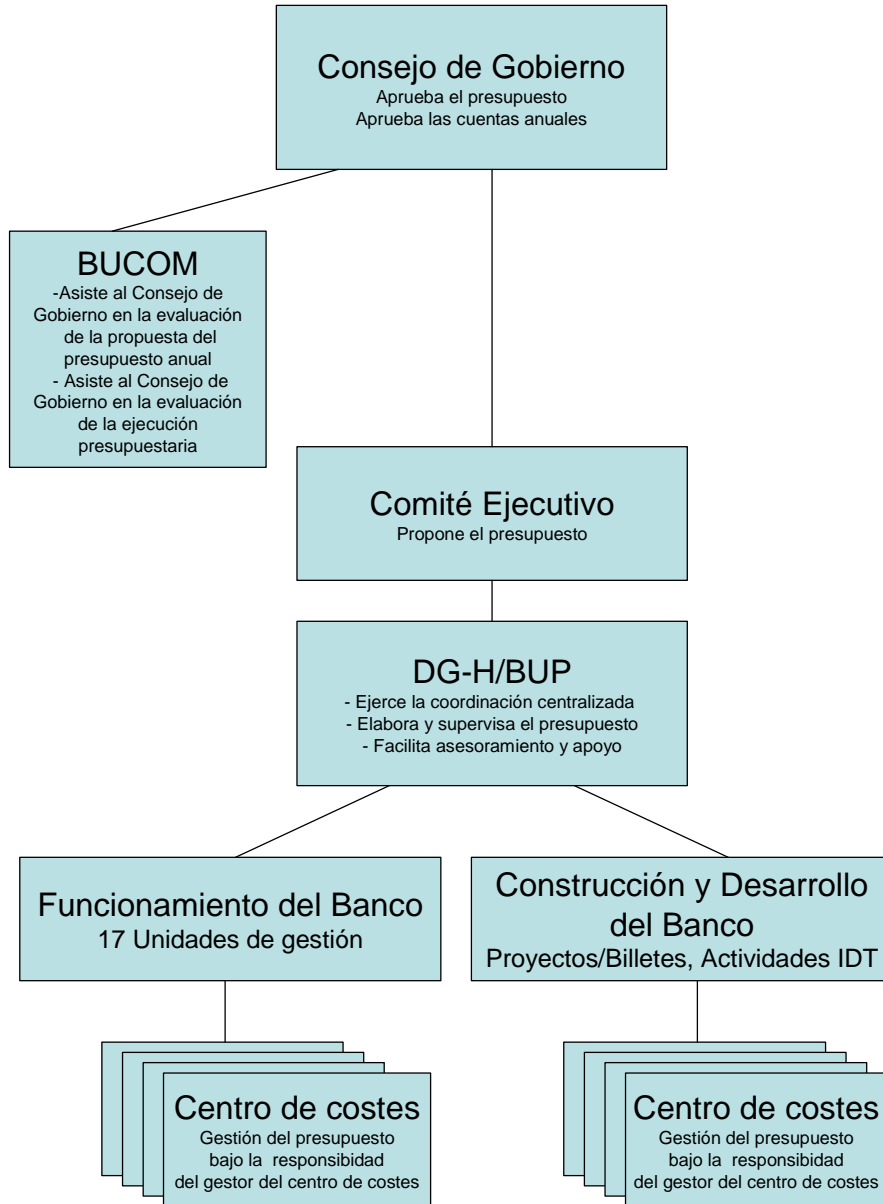 Consejo de Gobierno
Aprueba el presupuesto
Aprueba las cuentas anuales
BUCOM
-Asiste al Consejo de
Gobierno en la evaluación
de la propuesta del
presupuesto anual
- Asiste al Consejo de
Gobierno en la evaluación
de la ejecución
presupuestaria
Comité Ejecutivo
Propone el presupuesto
DG-H/BUP
- Ejerce la coordinación centralizada
- Elabora y supervisa el presupuesto
- Facilita asesoramiento y apoyo
Funcionamiento del Banco
17 Unidades de gestión
Construcción y Desarrollo
del Banco
Proyectos/Billetes, Actividades IDT
Centro de costes
Gestión del presupuesto
bajo la responsibidad
del gestor del centro de costes
Centro de costes
Gestión del presupuesto
bajo la responsibidad
del gestor del centro de costes